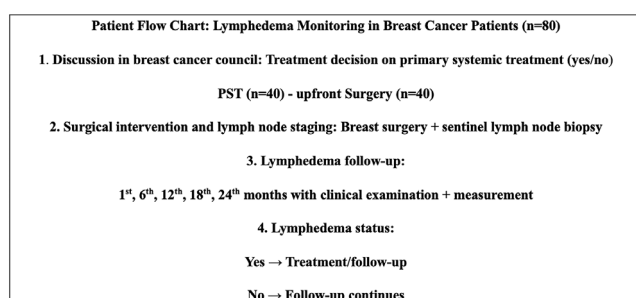 Patient Flow Chart: Lymphedema Monitoring in Breast Cancer Patients (n=80)
1. Discussion in breast cancer council: Treatment decision on primary systemic treatment (yes/no)
PST (n=40) - upfront Surgery (n=40)
2. Surgical intervention and lymph node staging: Breast surgery + sentinel lymph node biopsy
3. Lymphedema follow-up:
1st, 6th, 12th, 18th, 24th months with clinical examination + measurement
4. Lymphedema status:
Yes → Treatment/follow-up
No → Follow-up continues